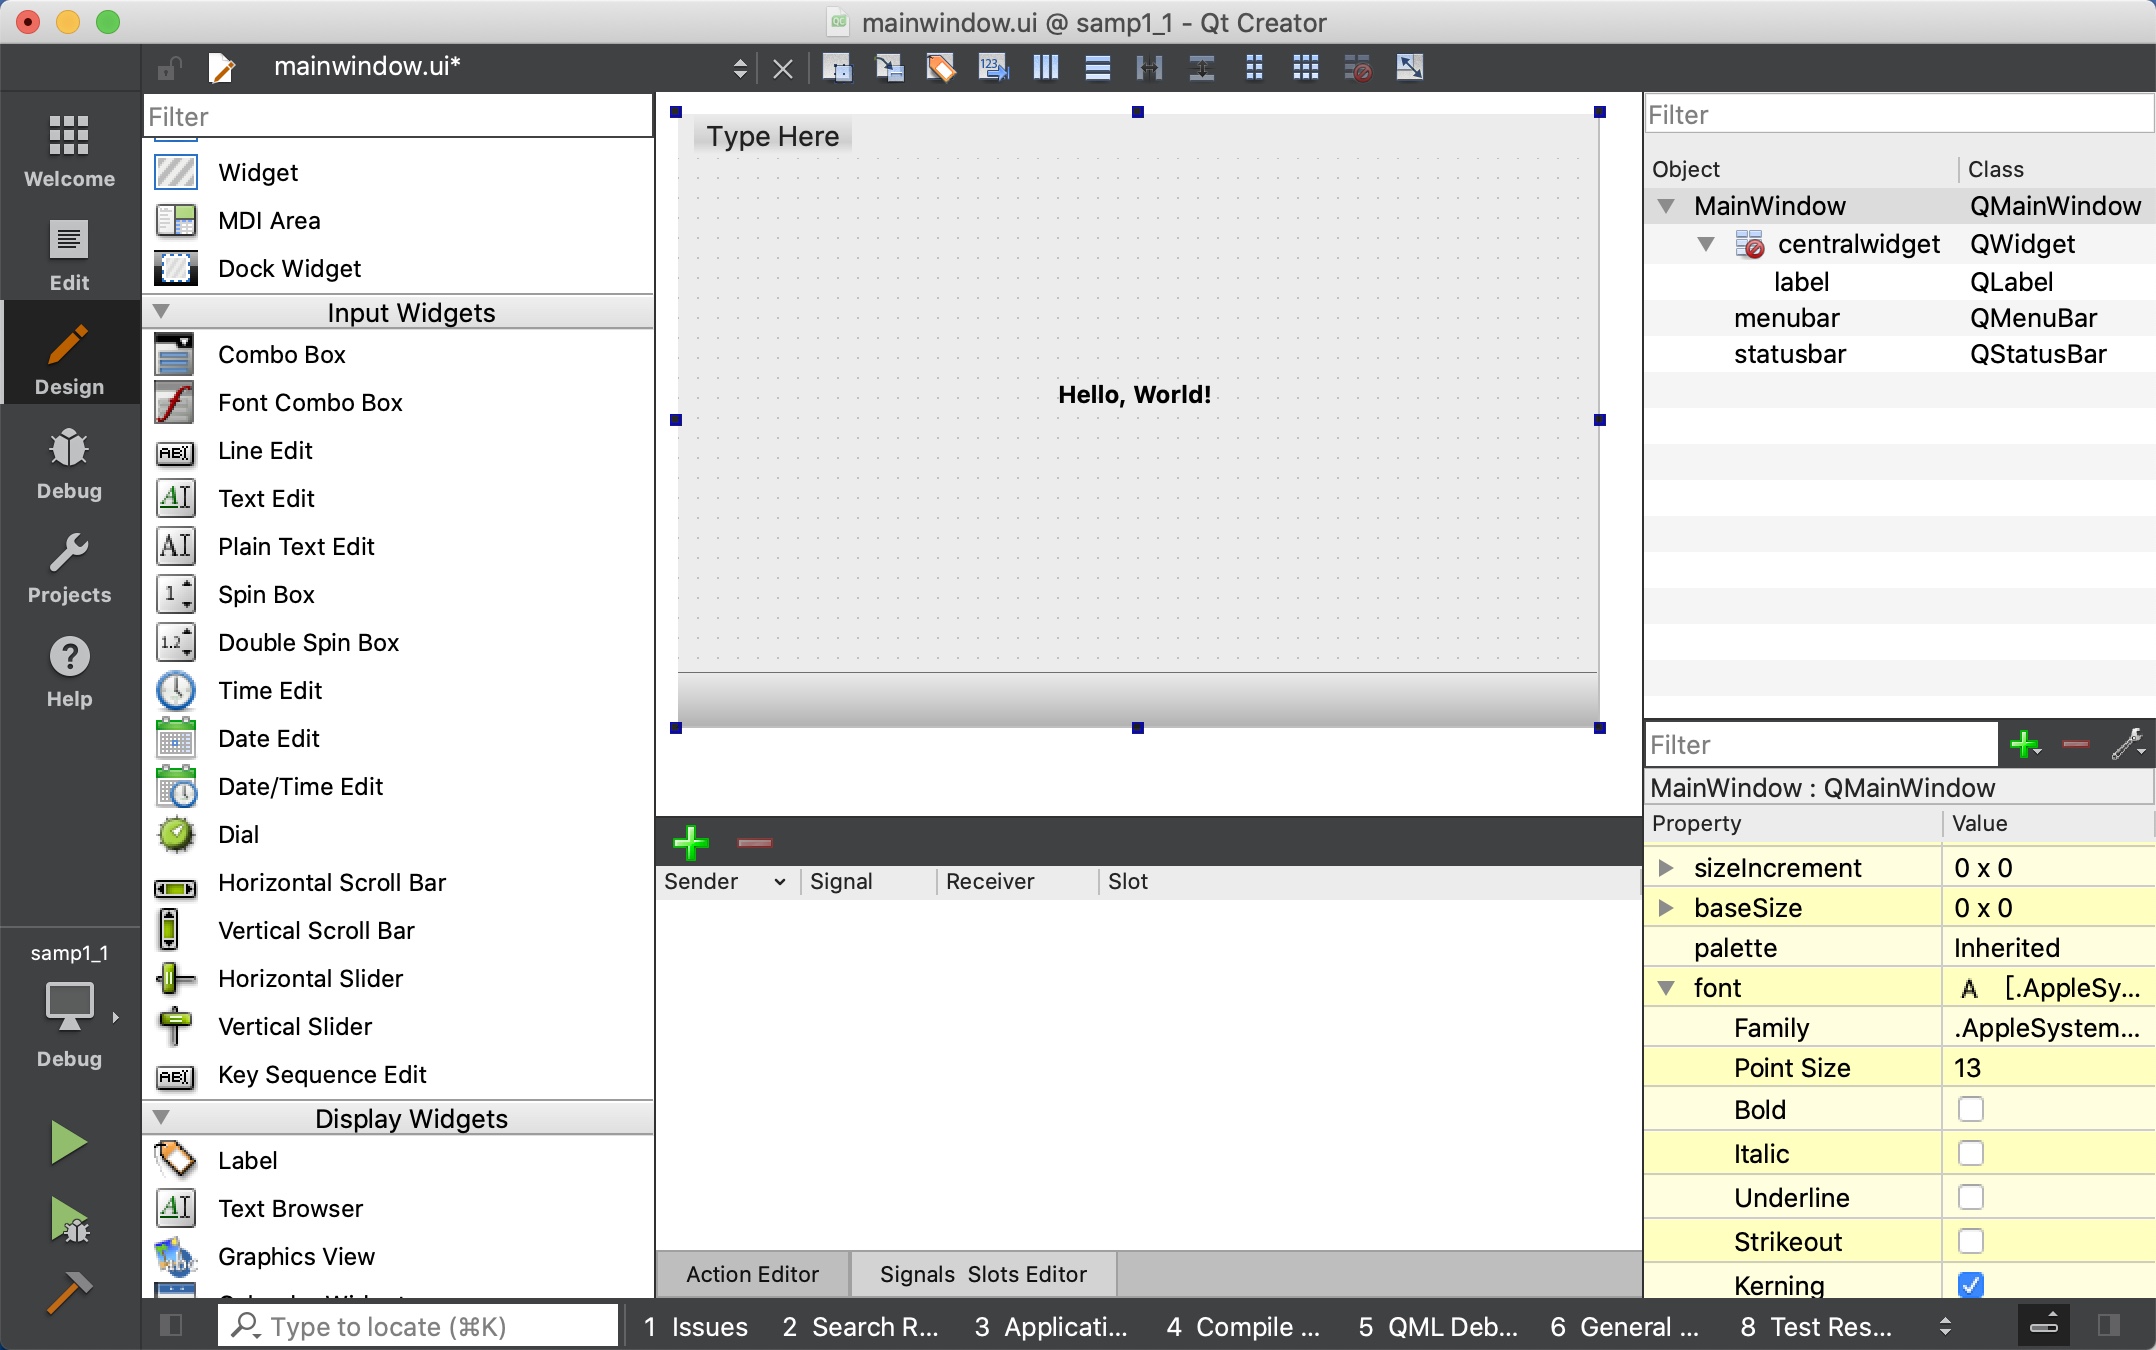 mainwindow.ui @ samp1_1 - Qt Creator
mainwindow.ui*
Welcome
Edit
Design
Debug
Projects
Help
samp1_1
Debug
Filter
Widget
MDI Area
Dock Widget
Input Widgets
Combo Box
Font Combo Box
Line Edit
Text Edit
Plain Text Edit
Spin Box
Double Spin Box
Time Edit
Date Edit
Date/Time Edit
Dial
Horizontal Scroll Bar
Vertical Scroll Bar
Horizontal Slider
Vertical Slider
Key Sequence Edit
Display Widgets
Label
Text Browser
Graphics View
Type Here
Hello, World!
Sender Signal Receiver Slot
Action Editor Signals Slots Editor
Filter
Object Class
MainWindow QMainWindow
centralwidget QWidget
label QLabel
menubar QMenuBar
statusbar QStatusBar
Filter
MainWindow : QMainWindow
Property Value
sizeIncrement 0 x 0
baseSize 0 x 0
palette Inherited
font A [.AppleSy...
Family .AppleSystem...
Point Size 13
Bold
Italic
Underline
Strikeout
Kerning
Type to locate (⌘K)
1 Issues 2 Search R... 3 Applicati... 4 Compile ... 5 QML Deb... 6 General ... 8 Test Res...